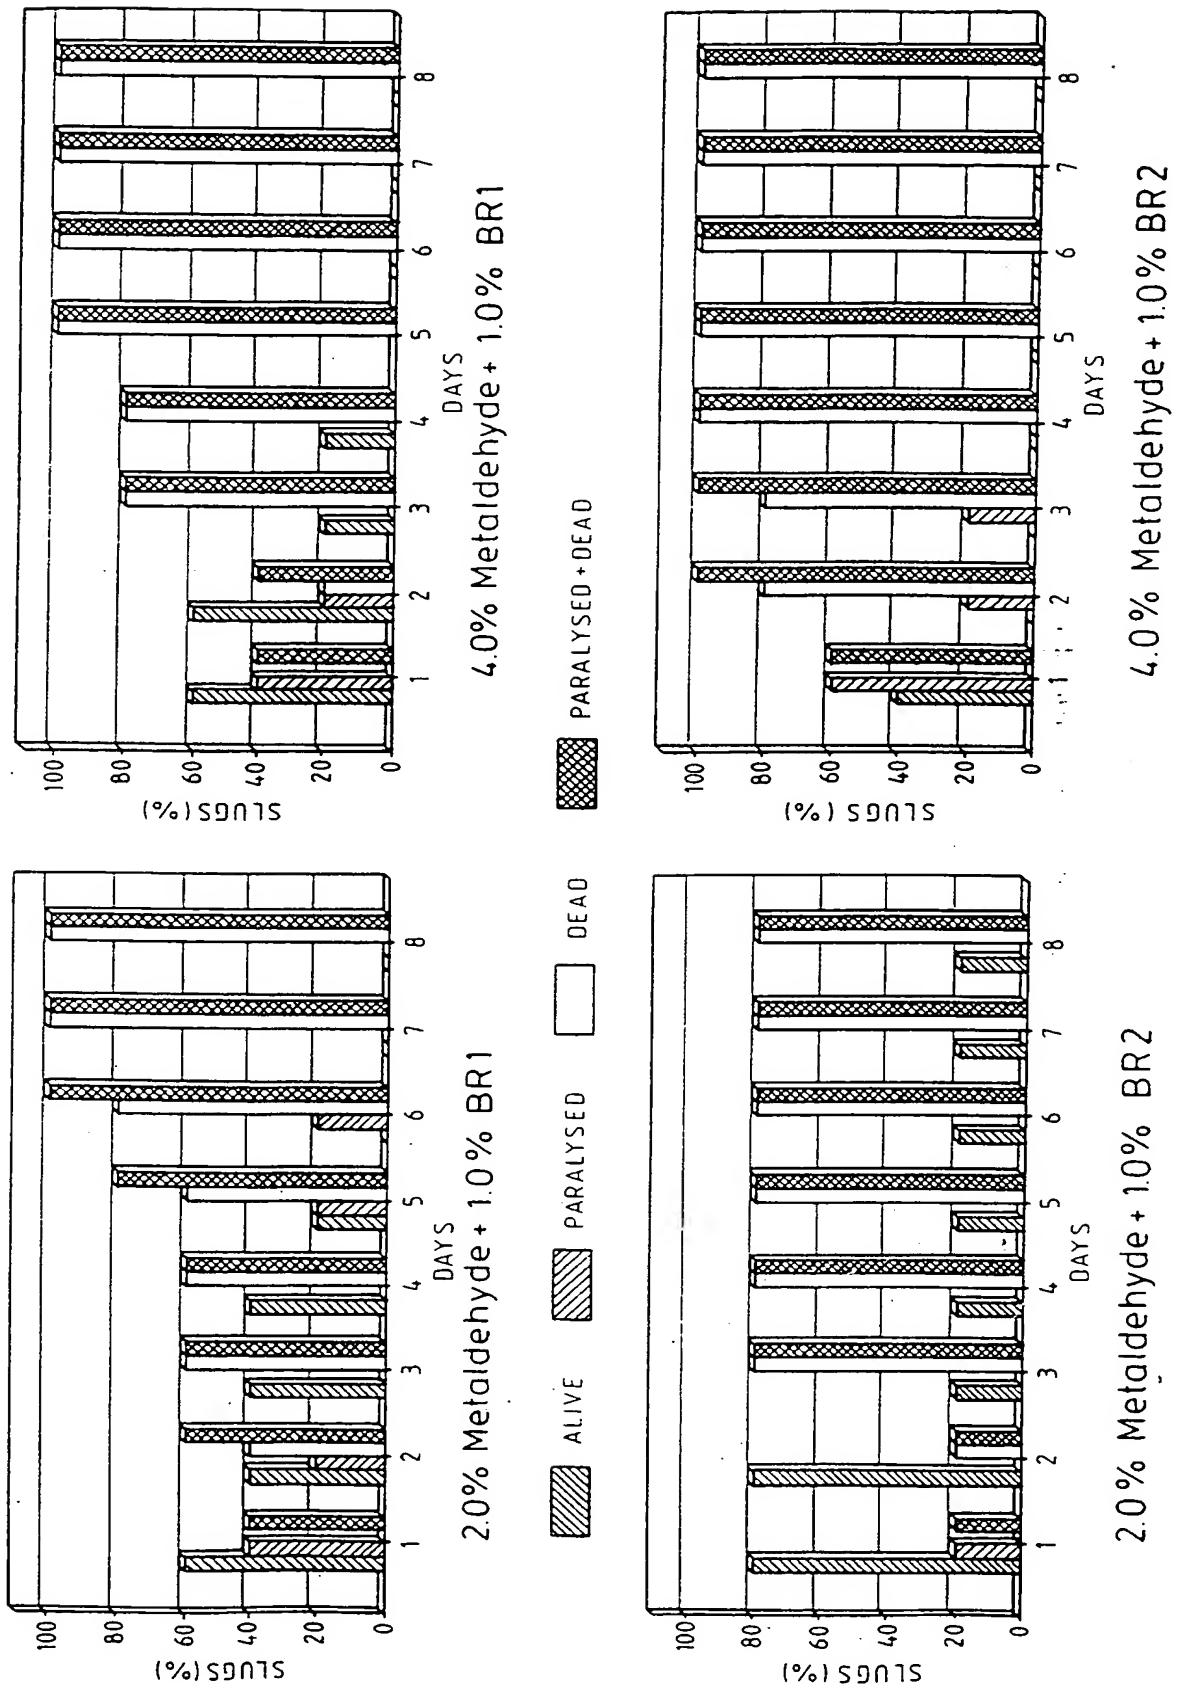 SLUGS (%)
100
80
60
40
20
0
1 2 3 4 5 6 7 8
DAYS
2.0% Metaldehyde + 1.0% BR1
SLUGS (%)
100
80
60
40
20
0
1 2 3 4 5 6 7 8
DAYS
4.0% Metaldehyde + 1.0% BR1
ALIVE PARALYSED DEAD PARALYSED+DEAD
SLUGS (%)
100
80
60
40
20
0
1 2 3 4 5 6 7 8
DAYS
2.0% Metaldehyde + 1.0% BR2
SLUGS (%)
100
80
60
40
20
0
1 2 3 4 5 6 7 8
DAYS
4.0% Metaldehyde + 1.0% BR2